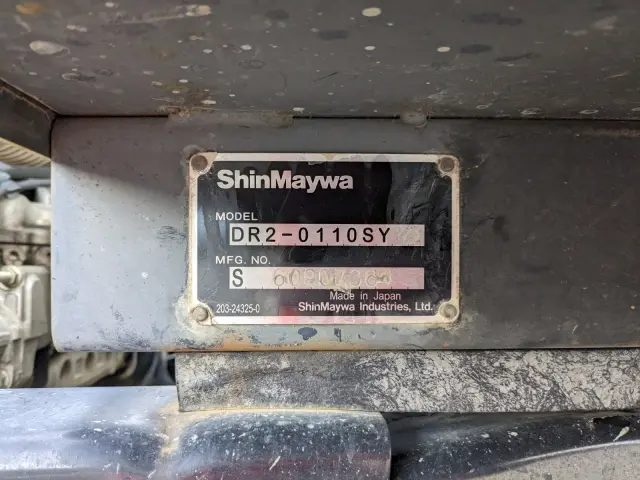 ShinMaywa
MODEL
DR2-0110SY
MFG. NO.
S
Made in Japan
203-24325-0 ShinMaywa Industries, Ltd.